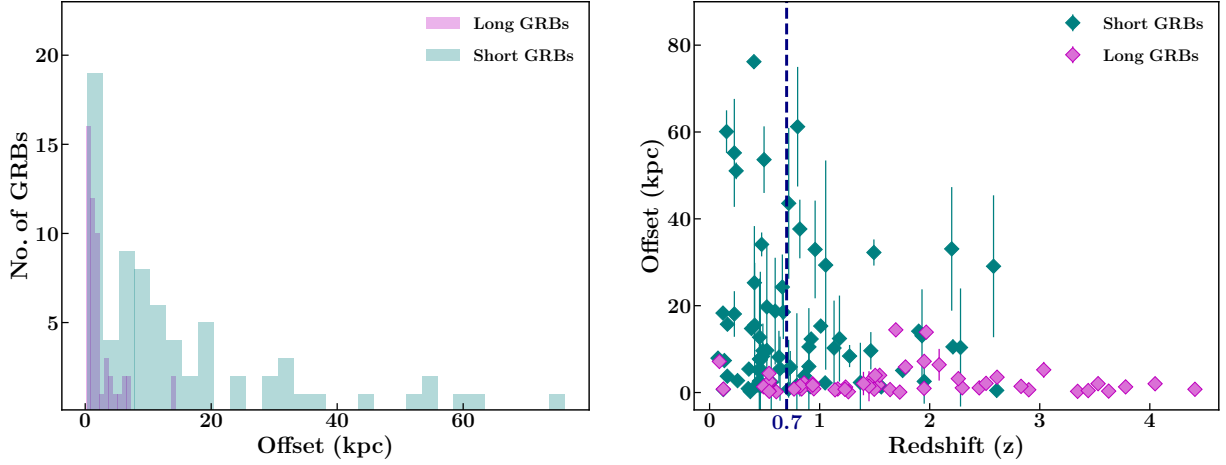 Long GRBs
Short GRBs
No. of GRBs
20
15
10
5
0
20
40
60
Offset (kpc)
Short GRBs
Long GRBs
Offset (kpc)
80
60
40
20
0
0
0.7
1
2
3
4
Redshift (z)